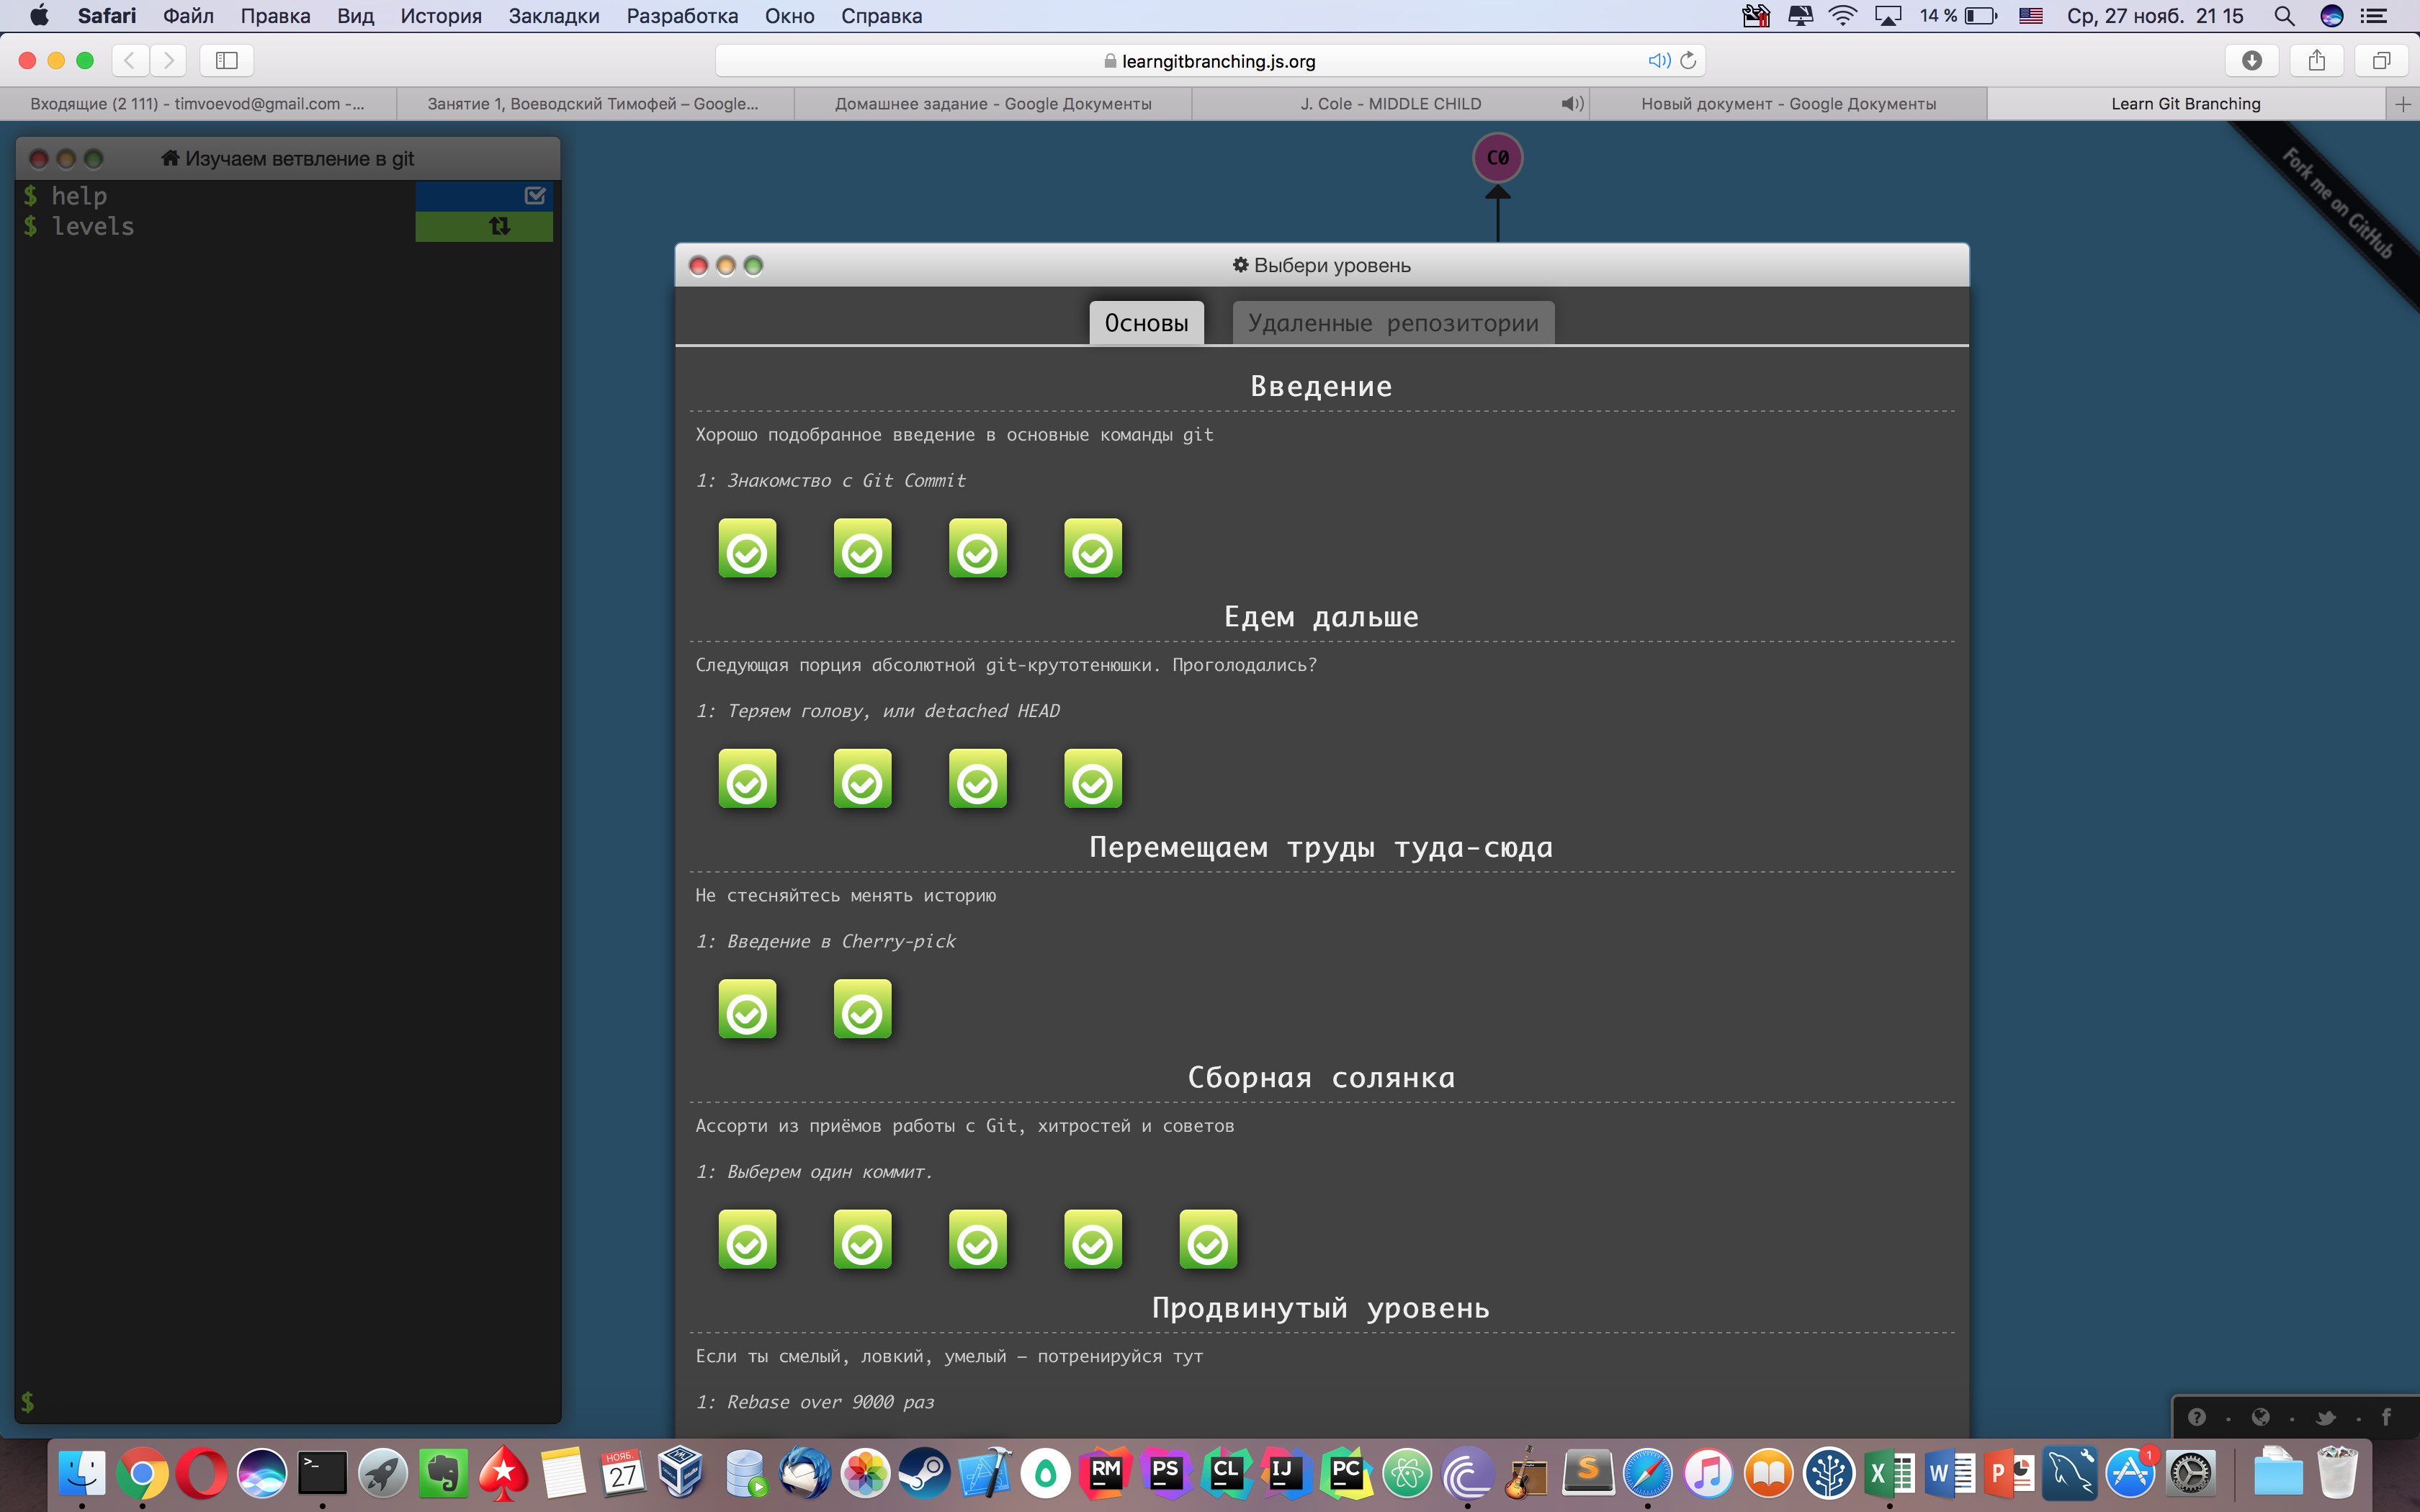 Safari Файл Правка Вид История Закладки Разработка Окно Справка 14 % Ср, 27 нояб. 21 15
learngitbranching.js.org
Входящие (2 111) - timvoevod@gmail.com -... Занятие 1, Воеводский Тимофей – Google... Домашнее задание - Google Документы J. Cole - MIDDLE CHILD Новый документ - Google Документы Learn Git Branching
Изучаем ветвление в git
$ help
$ levels
$
C0
Fork me on GitHub
Выбери уровень
Основы Удаленные репозитории
Введение
Хорошо подобранное введение в основные команды git
1: Знакомство с Git Commit
Едем дальше
Следующая порция абсолютной git-крутотенюшки. Проголодались?
1: Теряем голову, или detached HEAD
Перемещаем труды туда-сюда
Не стесняйтесь менять историю
1: Введение в Cherry-pick
Сборная солянка
Ассорти из приёмов работы с Git, хитростей и советов
1: Выберем один коммит.
Продвинутый уровень
Если ты смелый, ловкий, умелый – потренируйся тут
1: Rebase over 9000 раз
>_ НОЯБ. 27 RM PS CL IJ PC S X W P 1